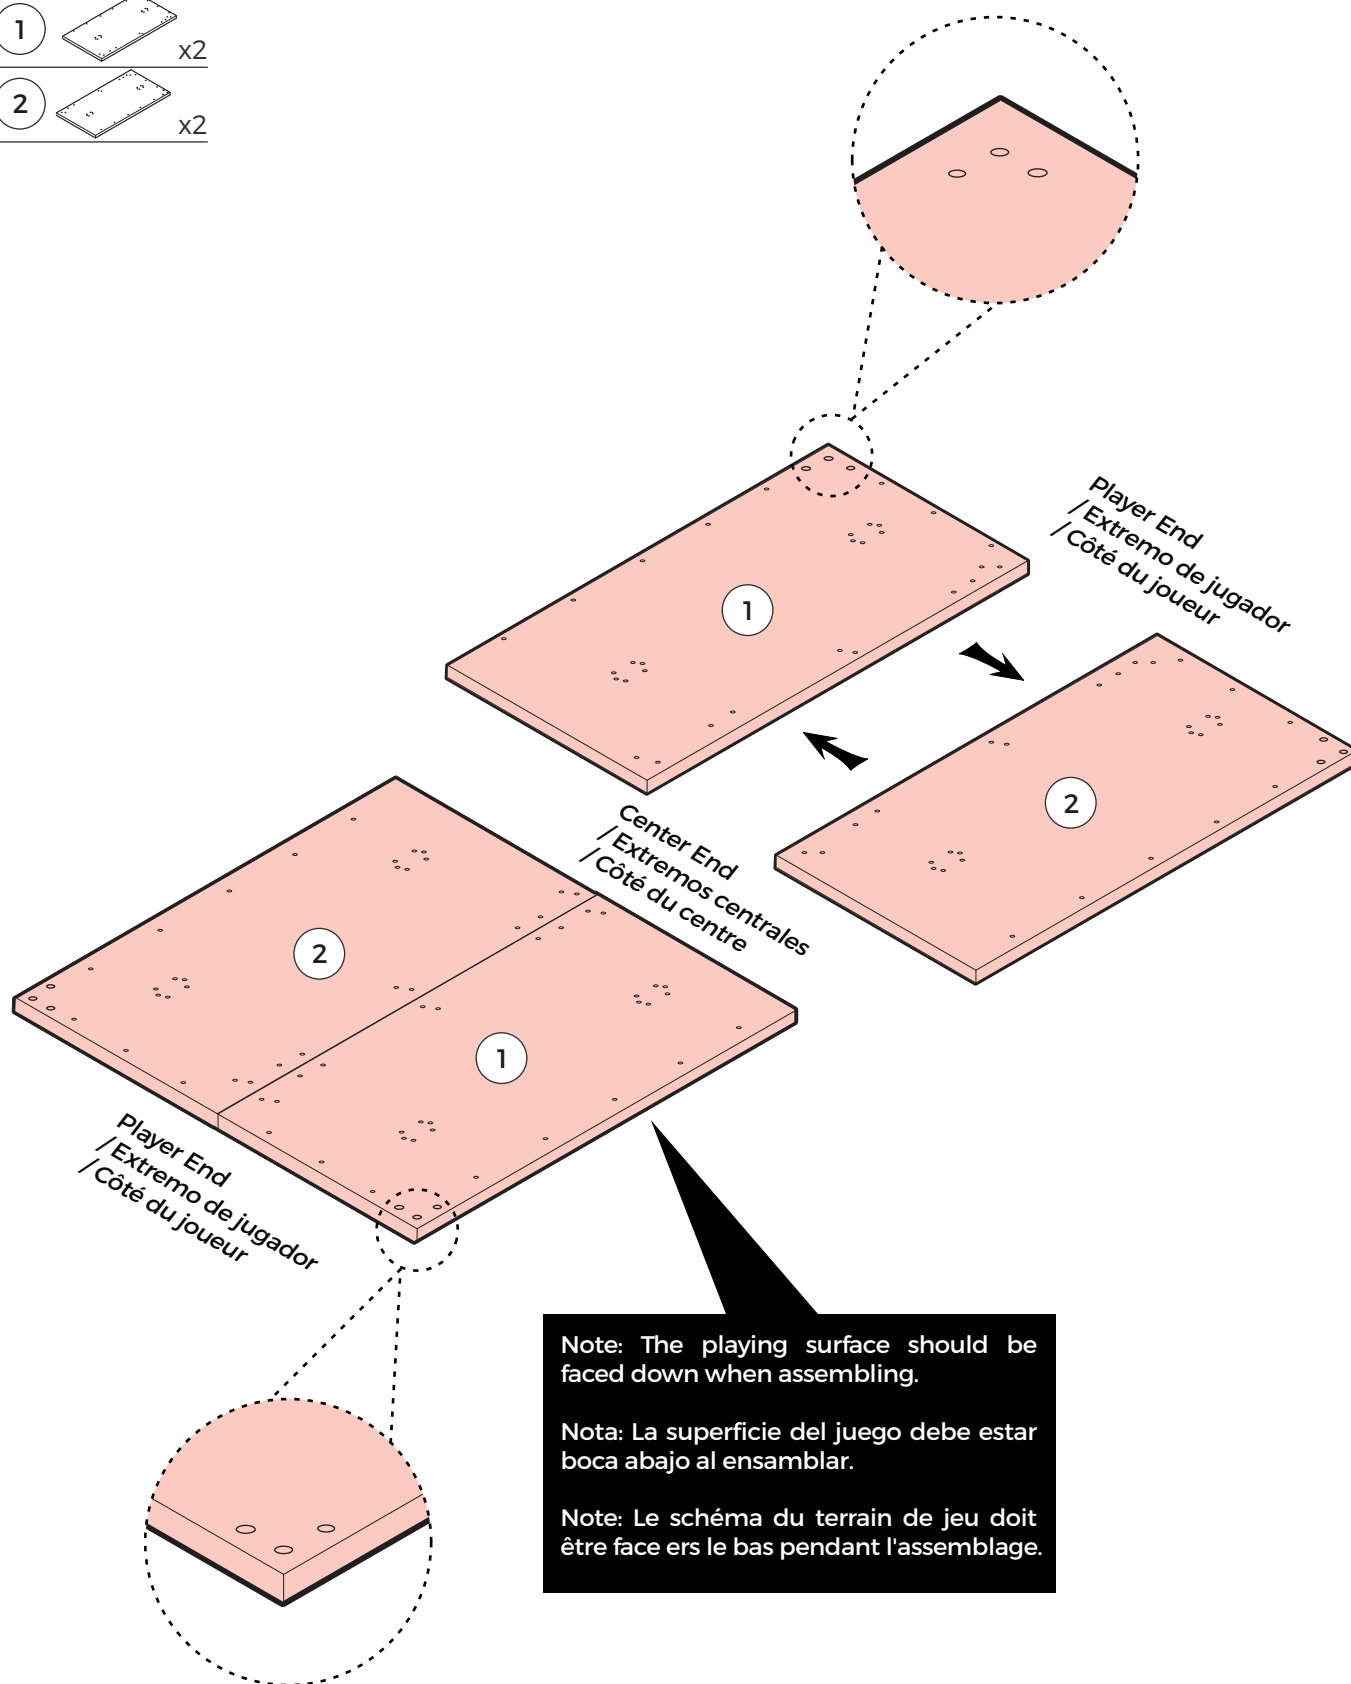 1
x2
2
x2
Player End
/Extremo de jugador
/Côté du joueur
1
2
Center End
/Extremos centrales
/Côté du centre
2
1
Player End
/Extremo de jugador
/Côté du joueur
Note: The playing surface should be
faced down when assembling.
Nota: La superficie del juego debe estar
boca abajo al ensamblar.
Note: Le schéma du terrain de jeu doit
être face ers le bas pendant l'assemblage.